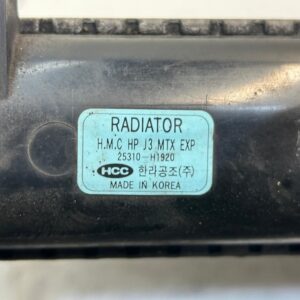 RADIATOR
H.M.C HP J3 MTX EXP
25310-H1920
HCC 한라공조(주)
MADE IN KOREA